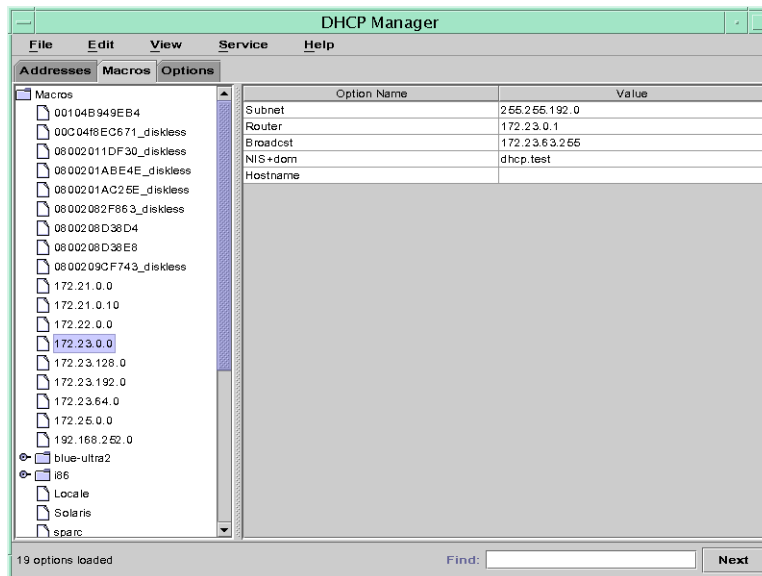 DHCP Manager
File Edit View Service Help
Addresses Macros Options
Macros
00104B949EB4
00C04f8EC671_diskless
08002011DF30_diskless
0800201ABE4E_diskless
0800201AC25E_diskless
08002082F863_diskless
0800208D38D4
0800208D38E8
0800209CF743_diskless
172.21.0.0
172.21.0.10
172.22.0.0
172.23.0.0
172.23.128.0
172.23.192.0
172.23.64.0
172.25.0.0
192.168.252.0
blue-ultra2
i86
Locale
Solaris
sparc
Option Name Value
Subnet 255.255.192.0
Router 172.23.0.1
Broadcst 172.23.63.255
NIS+dom dhcp.test
Hostname
19 options loaded
Find:
Next